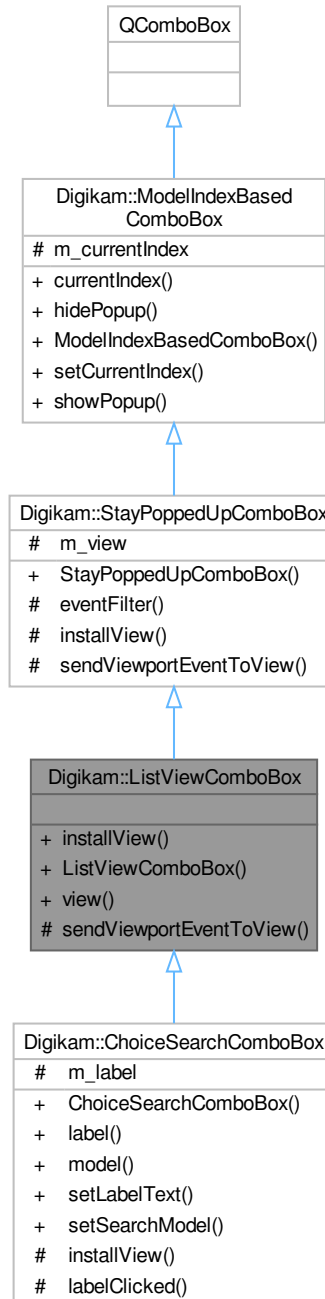 QComboBox
Digikam::ModelIndexBased
ComboBox
# m_currentIndex
+ currentIndex()
+ hidePopup()
+ ModelIndexBasedComboBox()
+ setCurrentIndex()
+ showPopup()
Digikam::StayPoppedUpComboBox
# m_view
+ StayPoppedUpComboBox()
# eventFilter()
# installView()
# sendViewportEventToView()
Digikam::ListViewComboBox
+ installView()
+ ListViewComboBox()
+ view()
# sendViewportEventToView()
Digikam::ChoiceSearchComboBox
# m_label
+ ChoiceSearchComboBox()
+ label()
+ model()
+ setLabelText()
+ setSearchModel()
# installView()
# labelClicked()